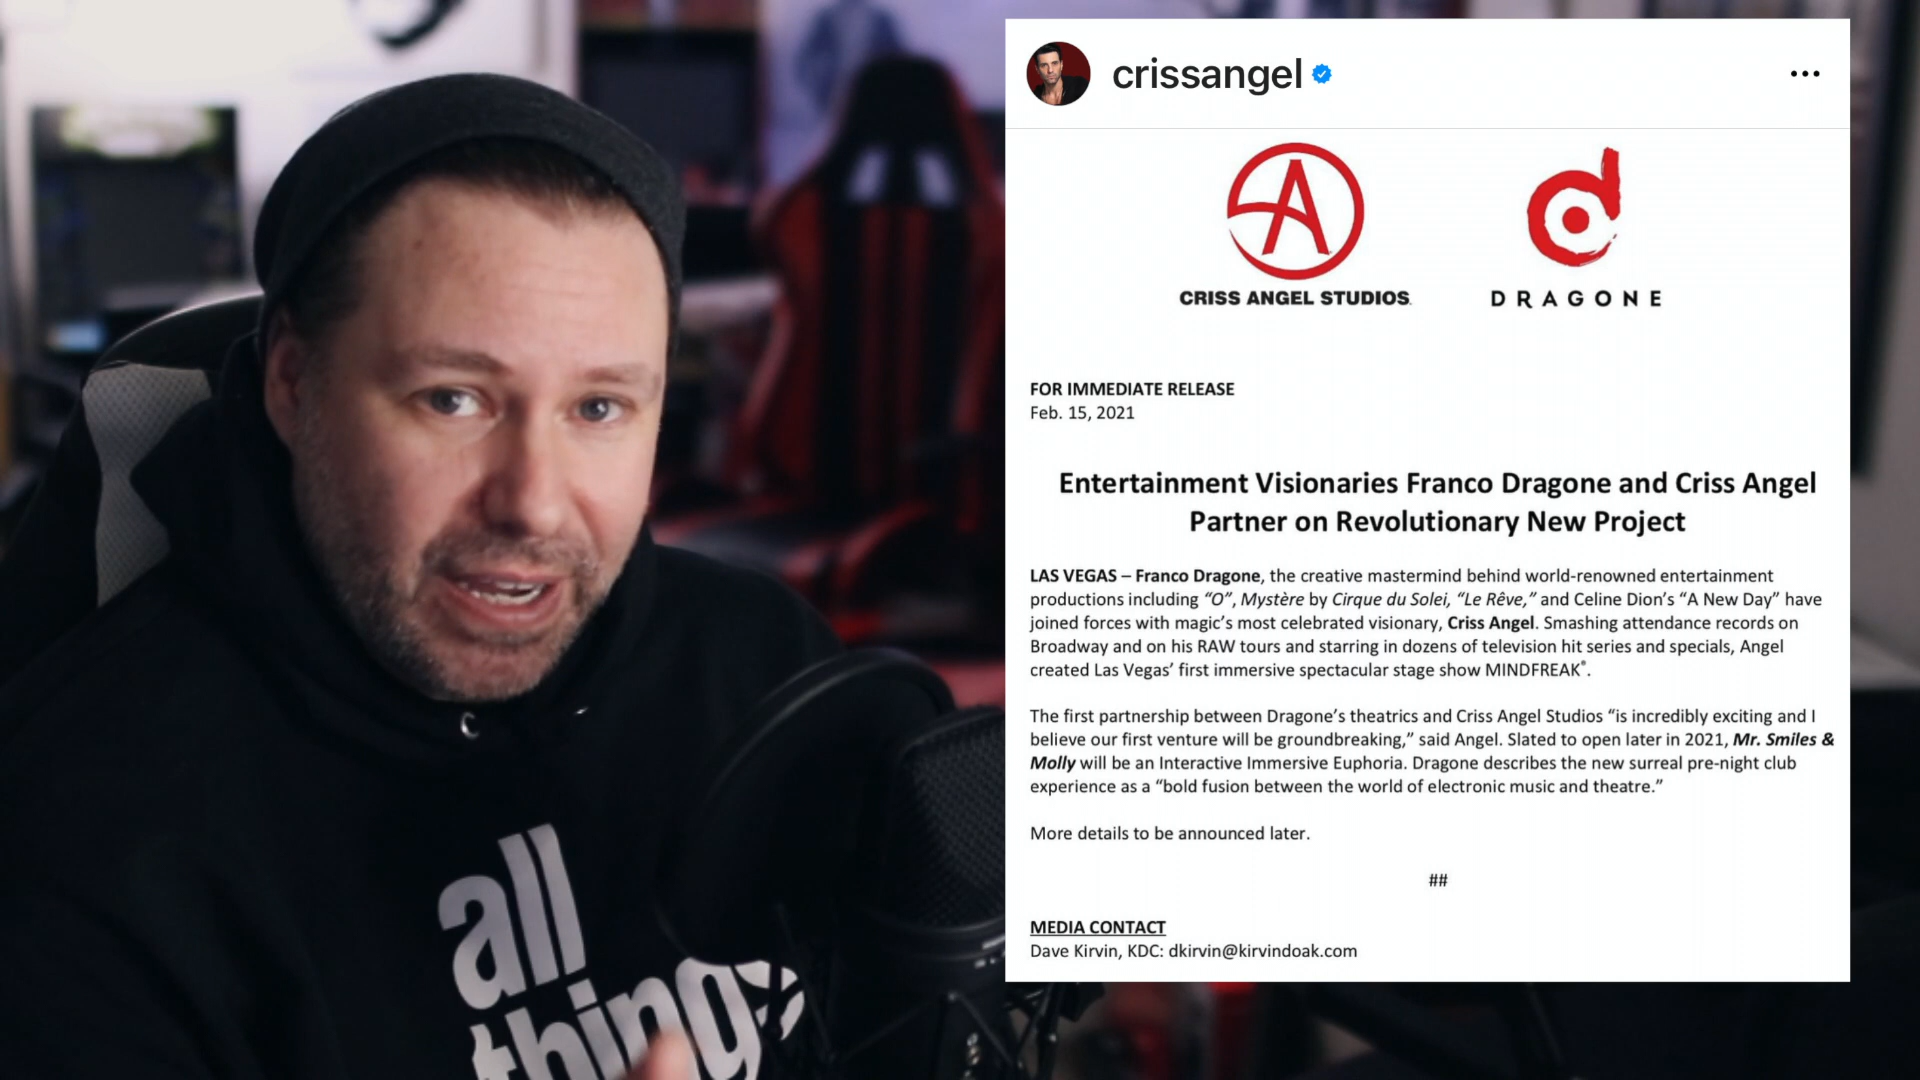 crissangel
CRISS ANGEL STUDIOS
DRAGONE
FOR IMMEDIATE RELEASE
Feb. 15, 2021
Entertainment Visionaries Franco Dragone and Criss Angel
Partner on Revolutionary New Project
LAS VEGAS – Franco Dragone, the creative mastermind behind world-renowned entertainment
productions including “O”, Mystère by Cirque du Solei, “Le Rêve,” and Celine Dion’s “A New Day” have
joined forces with magic’s most celebrated visionary, Criss Angel. Smashing attendance records on
Broadway and on his RAW tours and starring in dozens of television hit series and specials, Angel
created Las Vegas’ first immersive spectacular stage show MINDFREAK®.
The first partnership between Dragone’s theatrics and Criss Angel Studios “is incredibly exciting and I
believe our first venture will be groundbreaking,” said Angel. Slated to open later in 2021, Mr. Smiles &
Molly will be an Interactive Immersive Euphoria. Dragone describes the new surreal pre-night club
experience as a “bold fusion between the world of electronic music and theatre.”
More details to be announced later.
##
MEDIA CONTACT
Dave Kirvin, KDC: dkirvin@kirvindoak.com
all
things